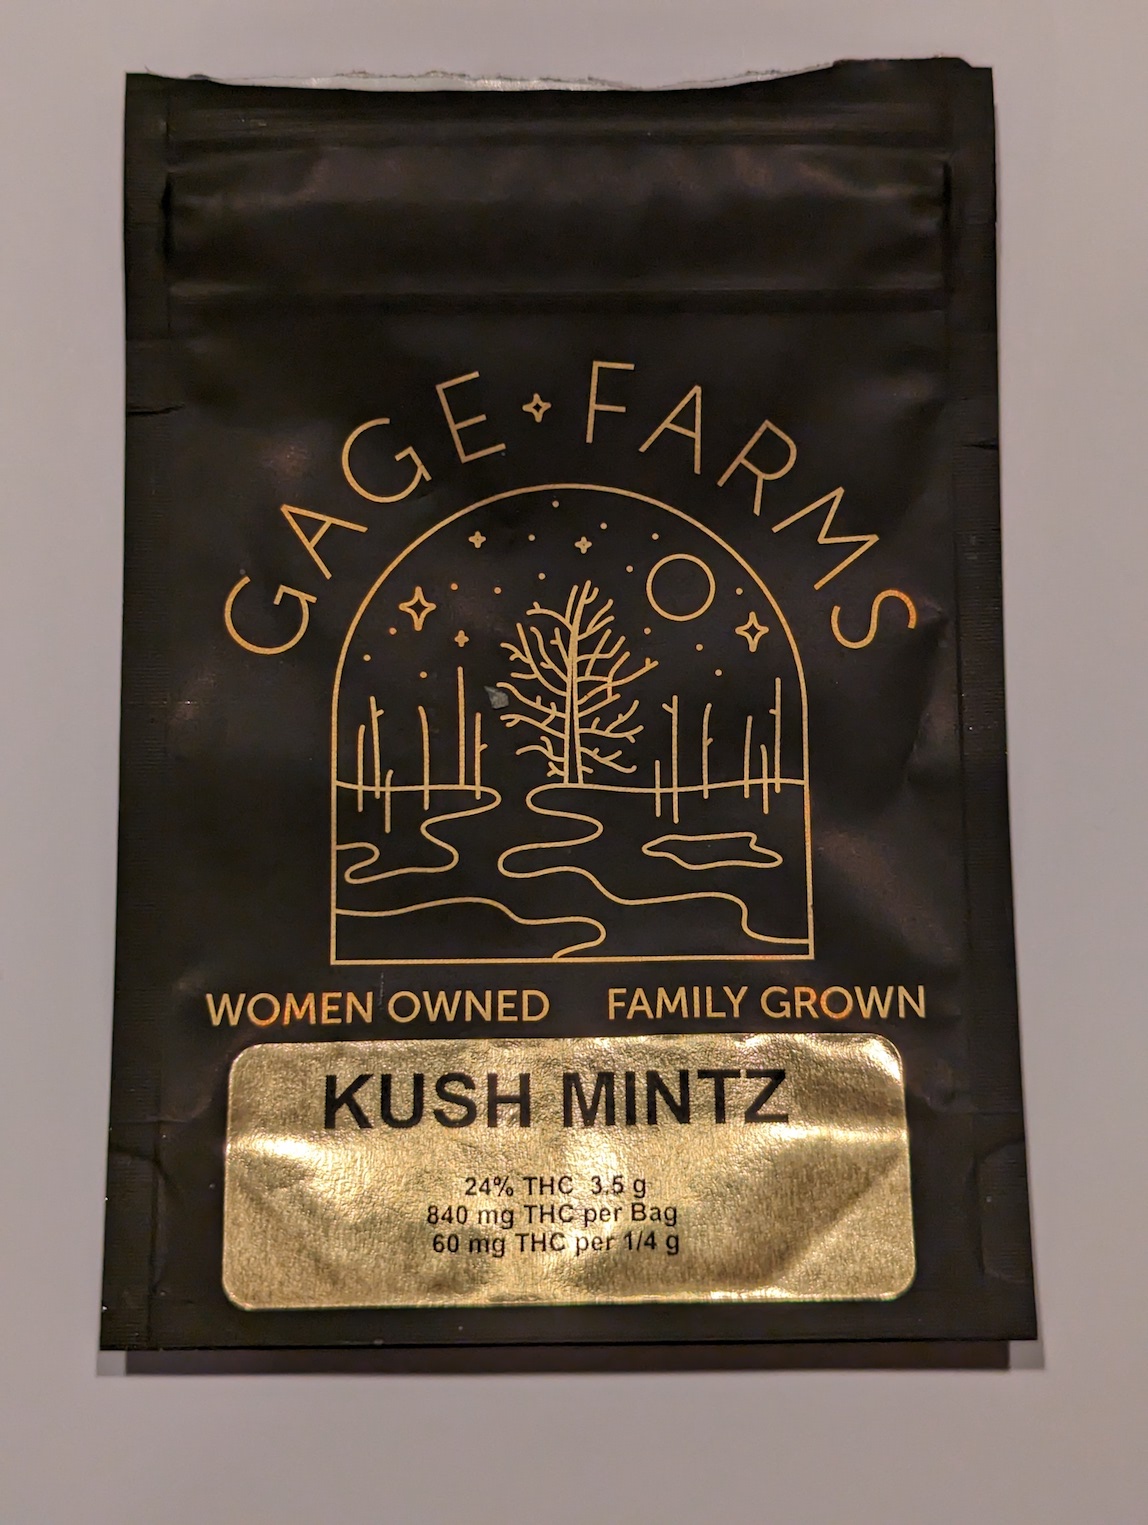 GAGE FARMS
WOMEN OWNED FAMILY GROWN
KUSH MINTZ
24% THC 3.5 g
840 mg THC per Bag
60 mg THC per 1/4 g